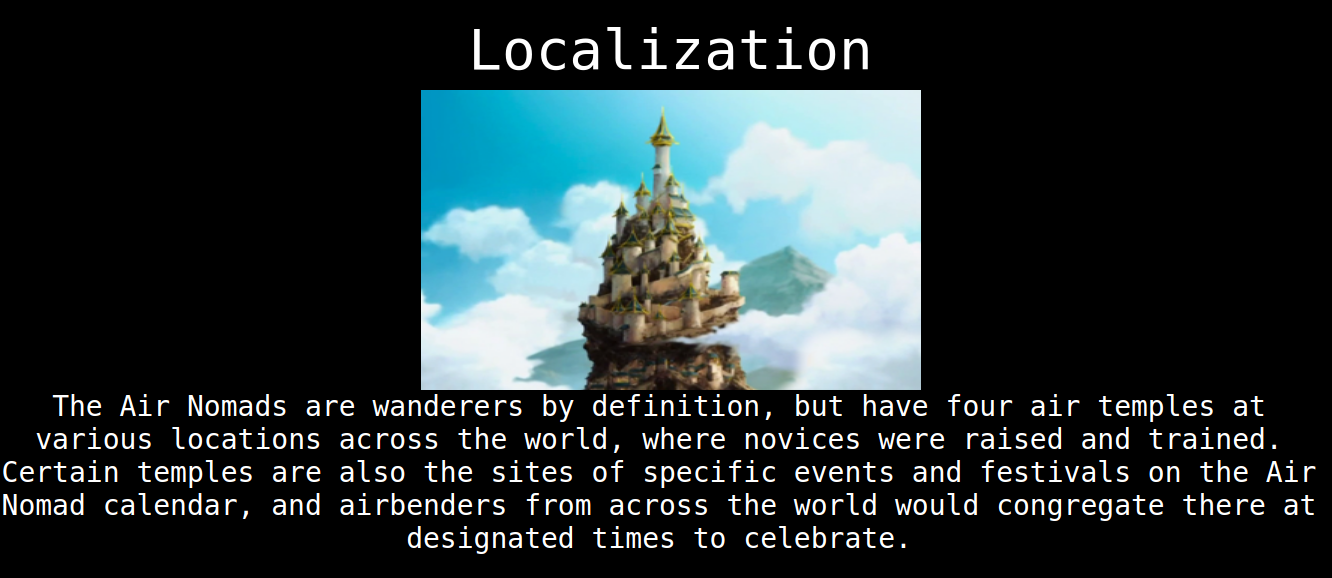 Localization
The Air Nomads are wanderers by definition, but have four air temples at
various locations across the world, where novices were raised and trained.
Certain temples are also the sites of specific events and festivals on the Air
Nomad calendar, and airbenders from across the world would congregate there at
designated times to celebrate.